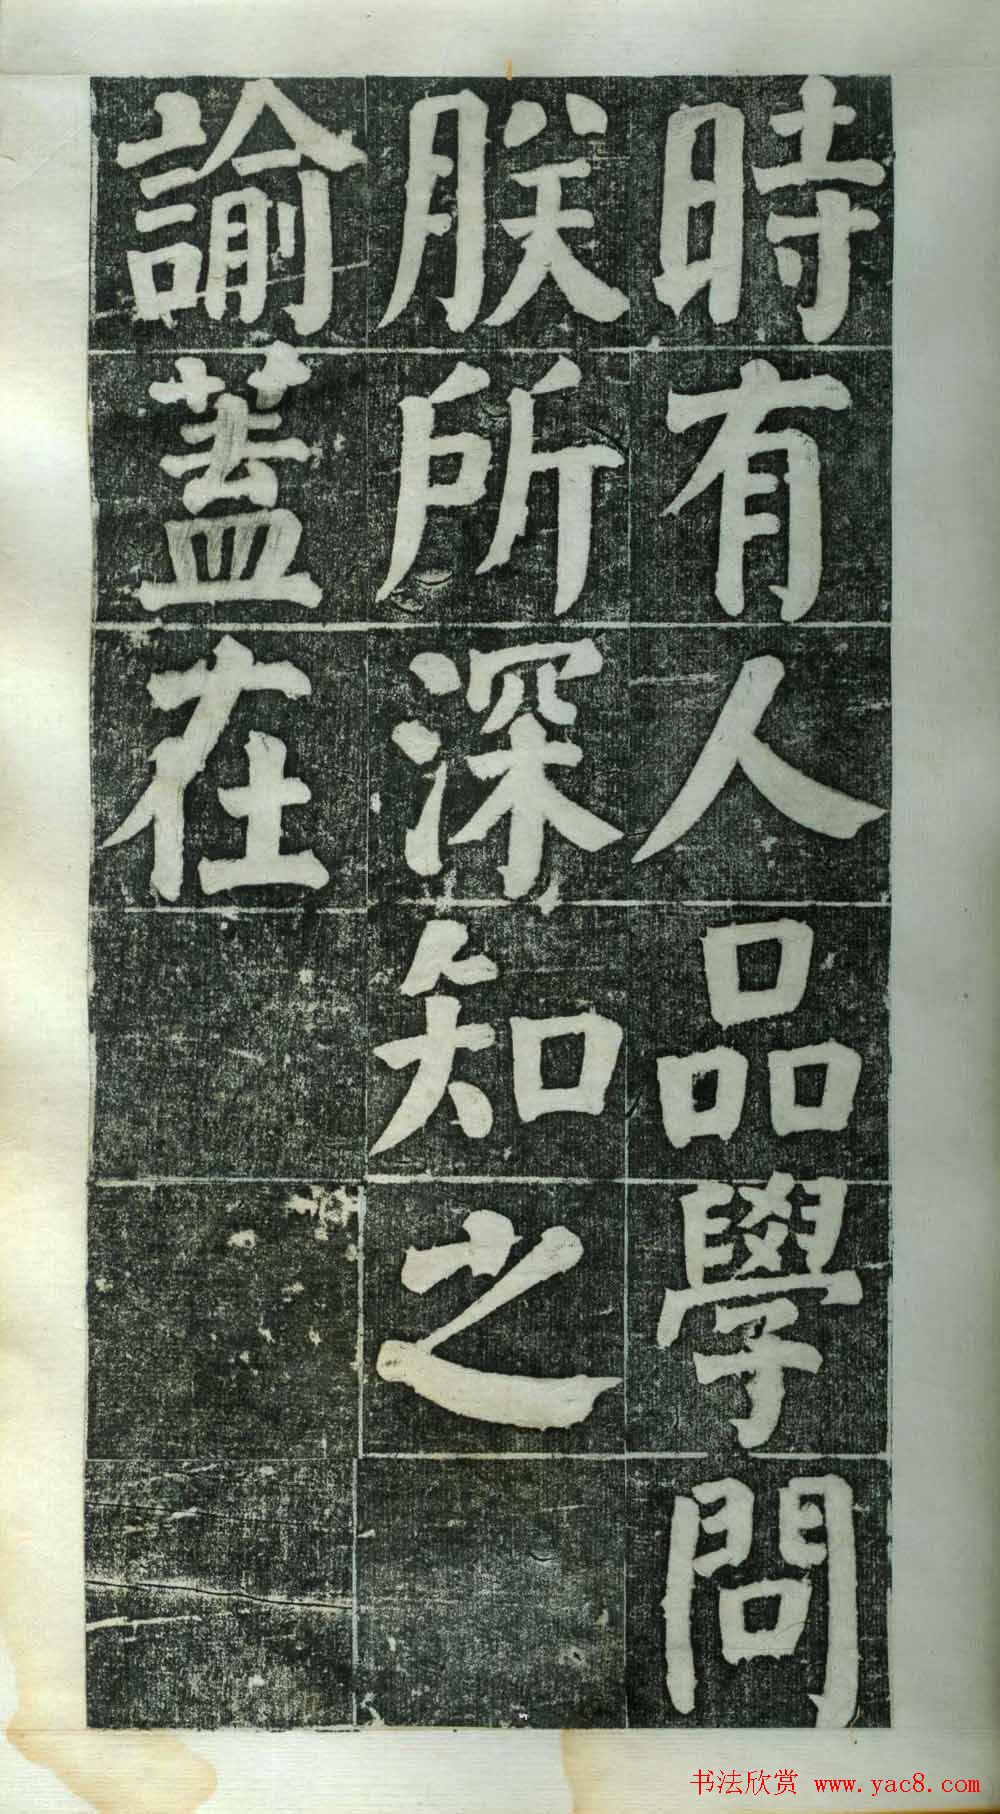 時有人品學問
朕所深知之
諭蓋在
书法欣赏 www.yac8.com